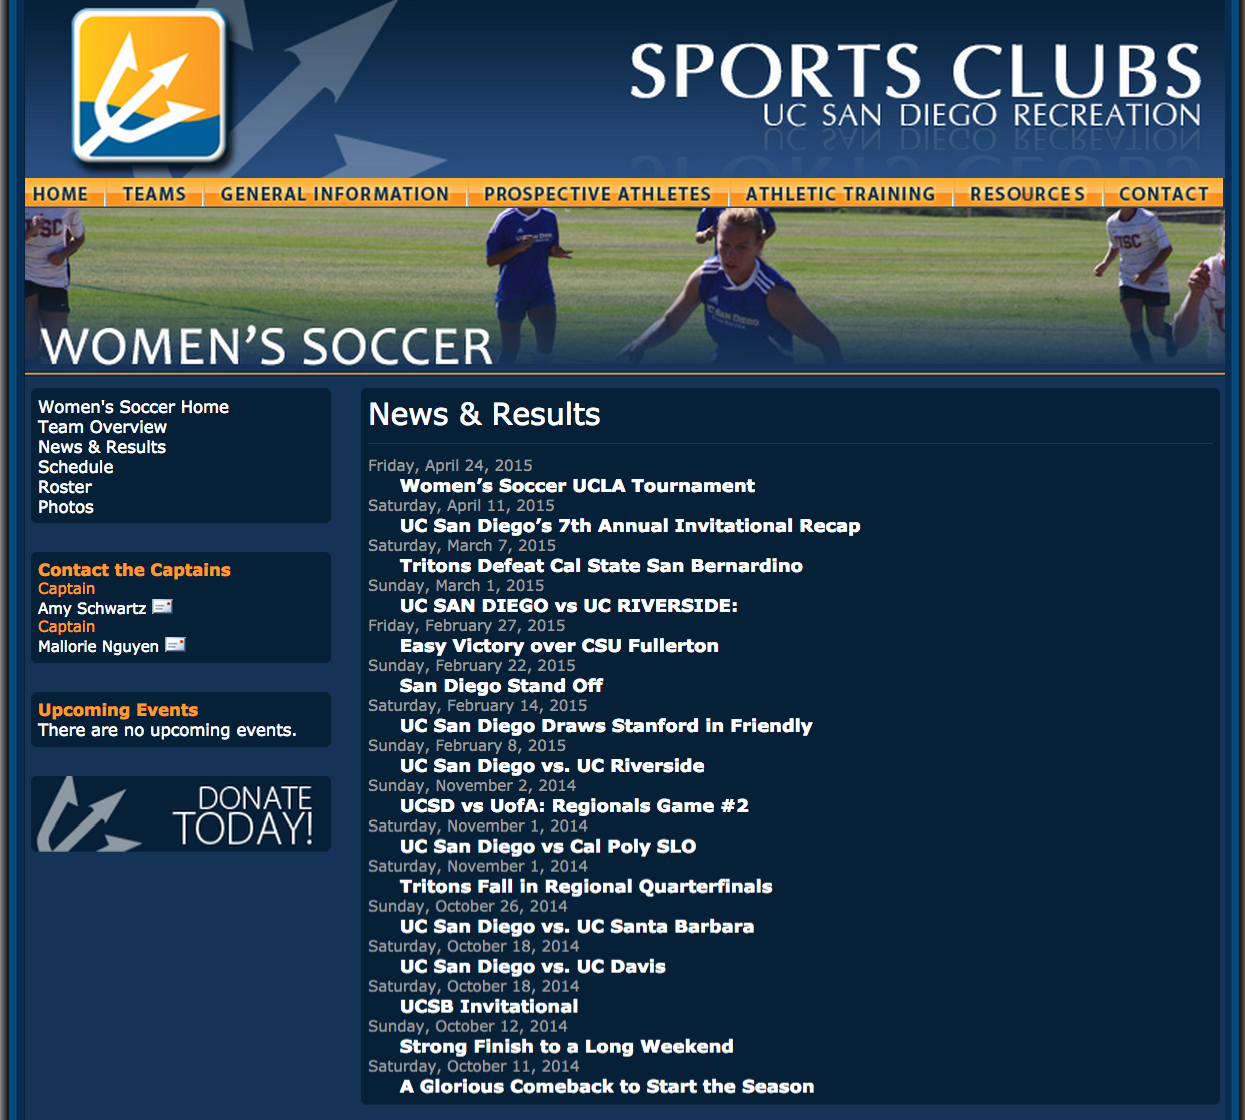 SPORTS CLUBS
UC SAN DIEGO RECREATION
HOME TEAMS GENERAL INFORMATION PROSPECTIVE ATHLETES ATHLETIC TRAINING RESOURCES CONTACT
USC
SAN DIEGO
UC SAN DIEGO
WOMEN'S SOCCER
Women's Soccer Home
Team Overview
News & Results
Schedule
Roster
Photos
Contact the Captains
Captain
Amy Schwartz
Captain
Mallorie Nguyen
Upcoming Events
There are no upcoming events.
DONATE
TODAY!
News & Results
Friday, April 24, 2015
Women’s Soccer UCLA Tournament
Saturday, April 11, 2015
UC San Diego’s 7th Annual Invitational Recap
Saturday, March 7, 2015
Tritons Defeat Cal State San Bernardino
Sunday, March 1, 2015
UC SAN DIEGO vs UC RIVERSIDE:
Friday, February 27, 2015
Easy Victory over CSU Fullerton
Sunday, February 22, 2015
San Diego Stand Off
Saturday, February 14, 2015
UC San Diego Draws Stanford in Friendly
Sunday, February 8, 2015
UC San Diego vs. UC Riverside
Sunday, November 2, 2014
UCSD vs UofA: Regionals Game #2
Saturday, November 1, 2014
UC San Diego vs Cal Poly SLO
Saturday, November 1, 2014
Tritons Fall in Regional Quarterfinals
Sunday, October 26, 2014
UC San Diego vs. UC Santa Barbara
Saturday, October 18, 2014
UC San Diego vs. UC Davis
Saturday, October 18, 2014
UCSB Invitational
Sunday, October 12, 2014
Strong Finish to a Long Weekend
Saturday, October 11, 2014
A Glorious Comeback to Start the Season